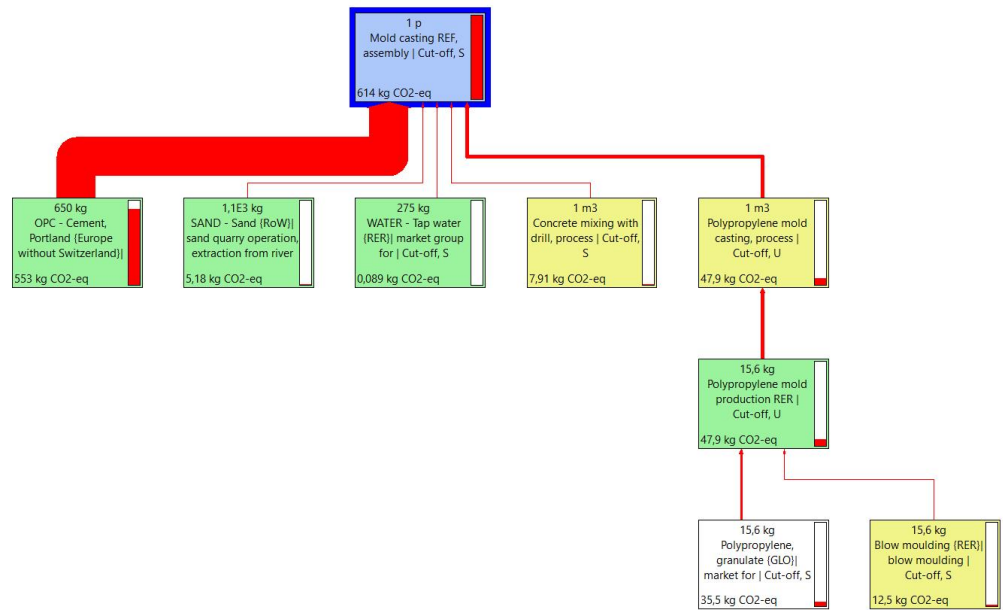 1 p
Mold casting REF,
assembly | Cut-off, S
614 kg CO2-eq
650 kg
OPC - Cement,
Portland {Europe
without Switzerland}|
553 kg CO2-eq
1,1E3 kg
SAND - Sand {RoW}|
sand quarry operation,
extraction from river
5,18 kg CO2-eq
275 kg
WATER - Tap water
{RER}| market group
for | Cut-off, S
0,089 kg CO2-eq
1 m3
Concrete mixing with
drill, process | Cut-off,
S
7,91 kg CO2-eq
1 m3
Polypropylene mold
casting, process |
Cut-off, U
47,9 kg CO2-eq
15,6 kg
Polypropylene mold
production RER |
Cut-off, U
47,9 kg CO2-eq
15,6 kg
Polypropylene,
granulate {GLO}|
market for | Cut-off, S
35,5 kg CO2-eq
15,6 kg
Blow moulding {RER}|
blow moulding |
Cut-off, S
12,5 kg CO2-eq